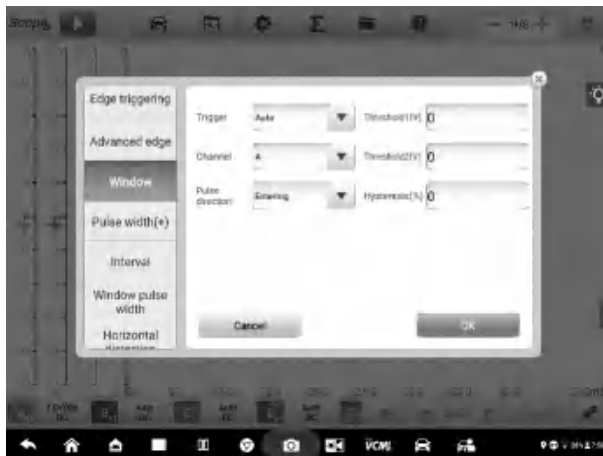 Scope
Edge triggering
Advanced edge
Window
Pulse width(+)
Interval
Window pulse
width
Horizontal
Trigger Auto Threshold1(V) 0
Channel A Threshold2(V) 0
Pulse
direction Entering Hysteresis(%) 0
Cancel OK
VCMI